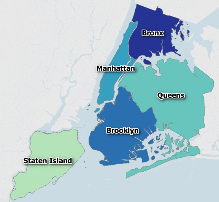 Bronx
Manhattan
Queens
Brooklyn
Staten Island